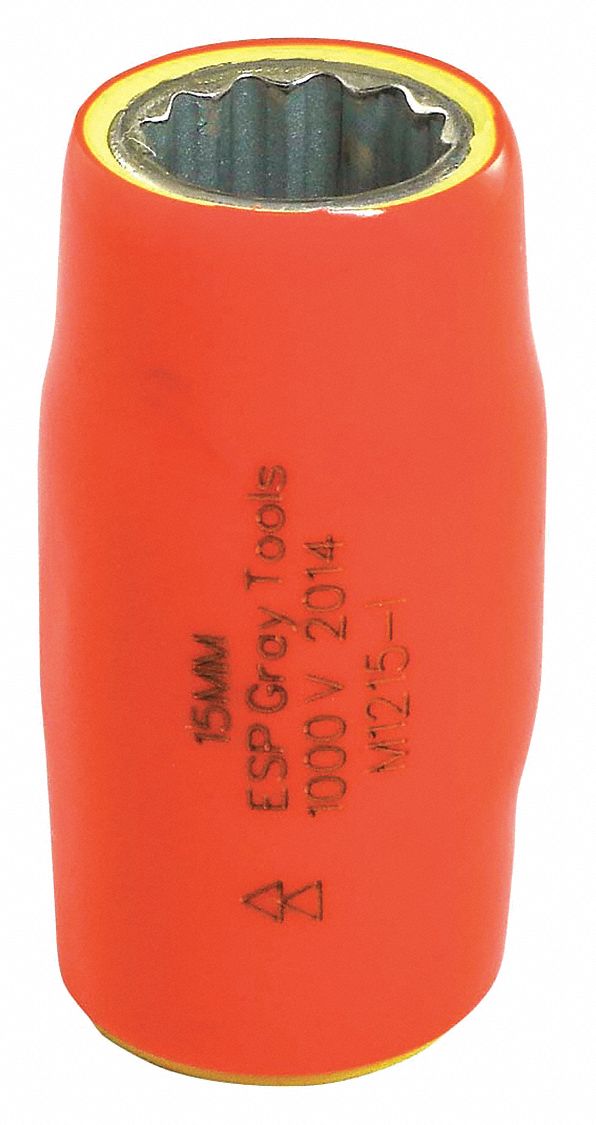 15MM
ESP Gray Tools
1000 V 2014
M1215-I